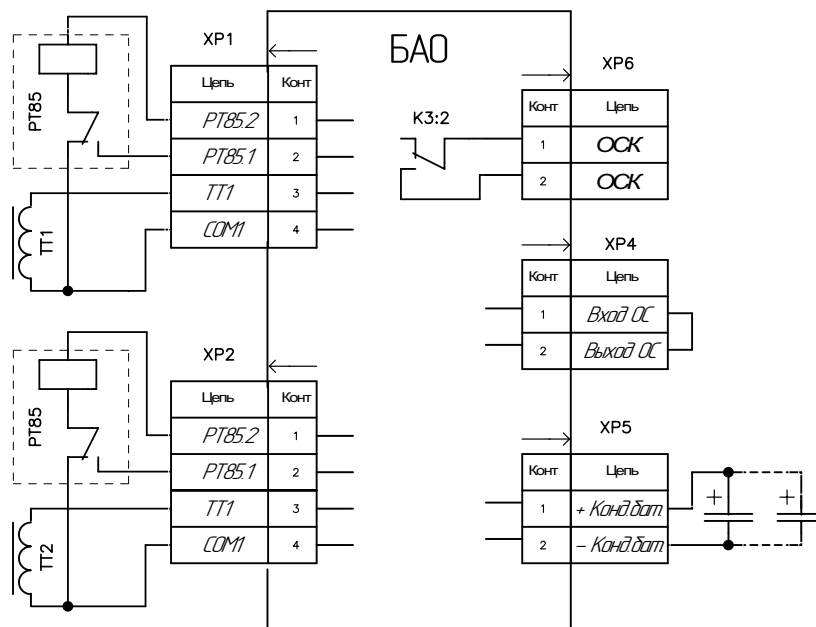 БАО
XP1
Цепь Конт
РТ85.2 1
РТ85.1 2
ТТ1 3
СОМ1 4
РТ85
ТТ1
XP2
Цепь Конт
РТ85.2 1
РТ85.1 2
ТТ1 3
СОМ1 4
РТ85
ТТ2
К3:2
XP6
Конт Цепь
1 ОСК
2 ОСК
XP4
Конт Цепь
1 Вход ОС
2 Выход ОС
XP5
Конт Цепь
1 + Конд.бат.
2 – Конд.бат.
+ +